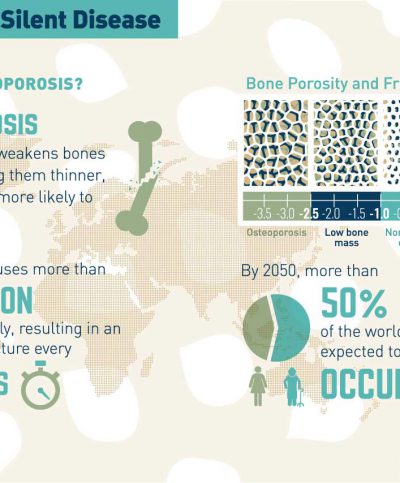 Silent Disease
OPOROSIS?
OSIS
weakens bones
g them thinner,
more likely to
uses more than
ON
ly, resulting in an
cture every
S
Bone Porosity and Fr
-3.5 -3.0 -2.5 -2.0 -1.5 -1.0 -0
Osteoporosis
Low bone
mass
No
By 2050, more than
50%
of the world
expected to
OCCU